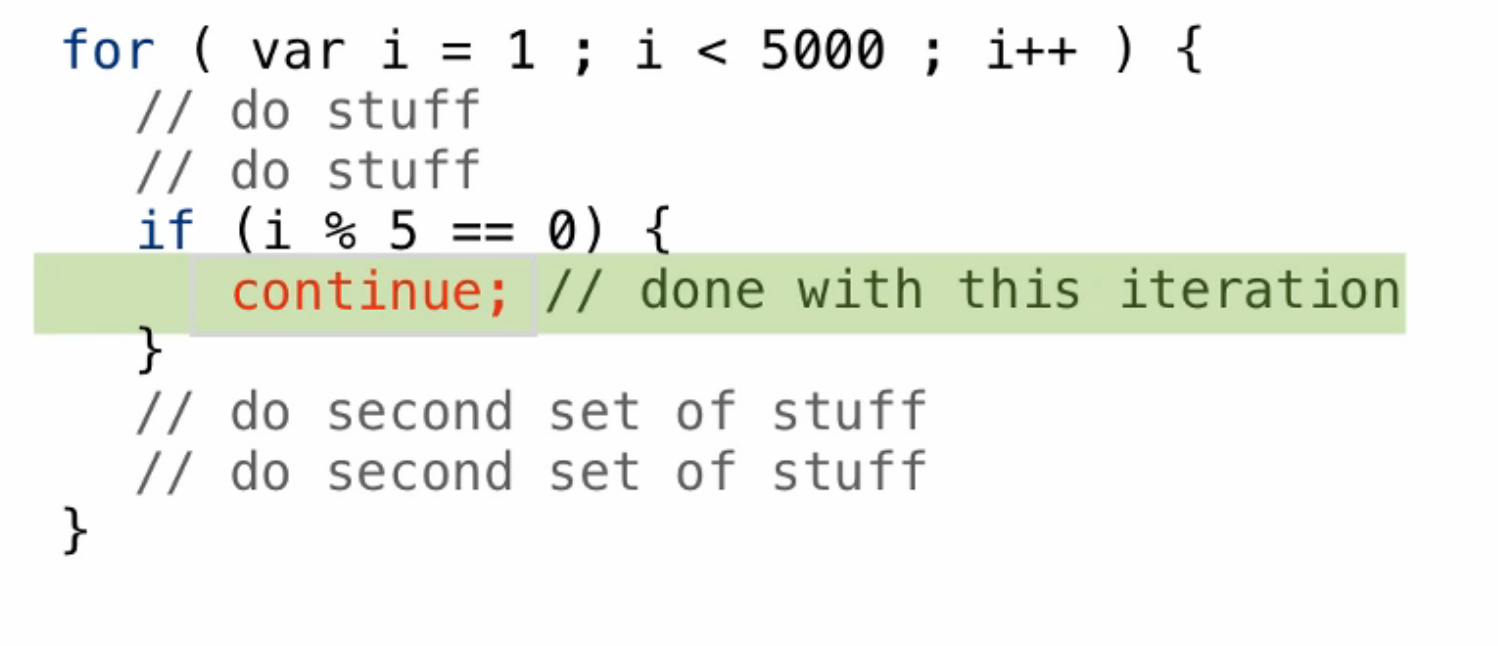 for ( var i = 1 ; i < 5000 ; i++ ) {
// do stuff
// do stuff
if (i % 5 == 0) {
continue; // done with this iteration
}
// do second set of stuff
// do second set of stuff
}